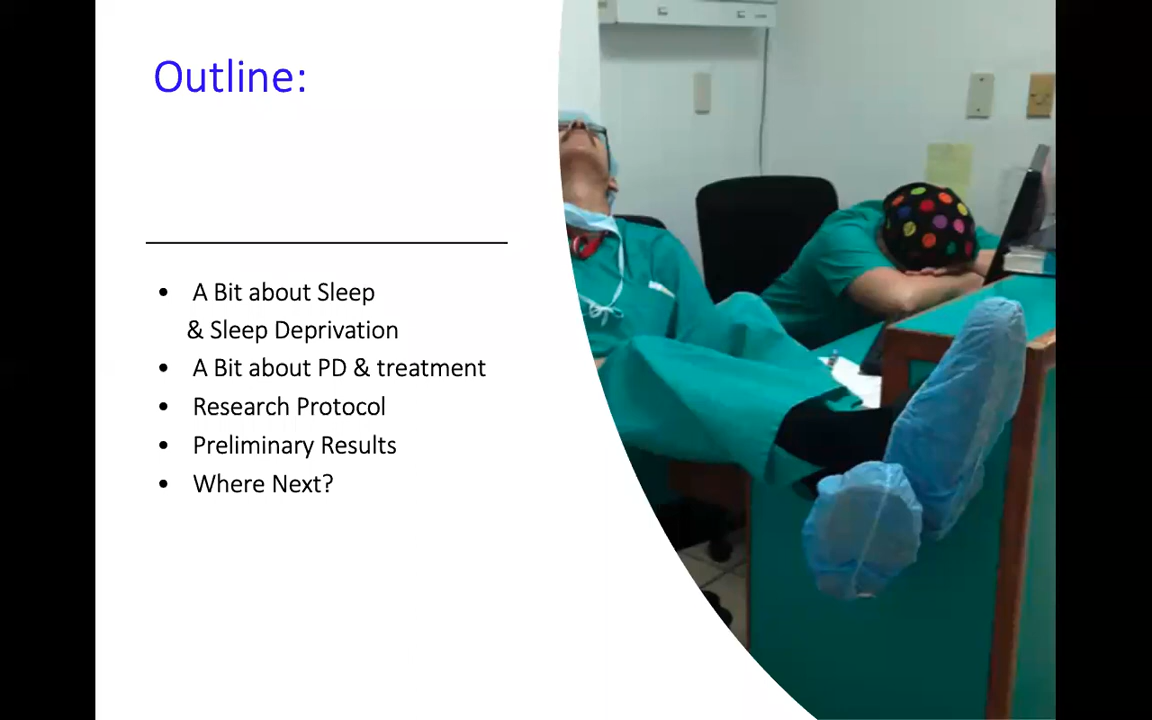 Outline:
• A Bit about Sleep
& Sleep Deprivation
• A Bit about PD & treatment
• Research Protocol
• Preliminary Results
• Where Next?